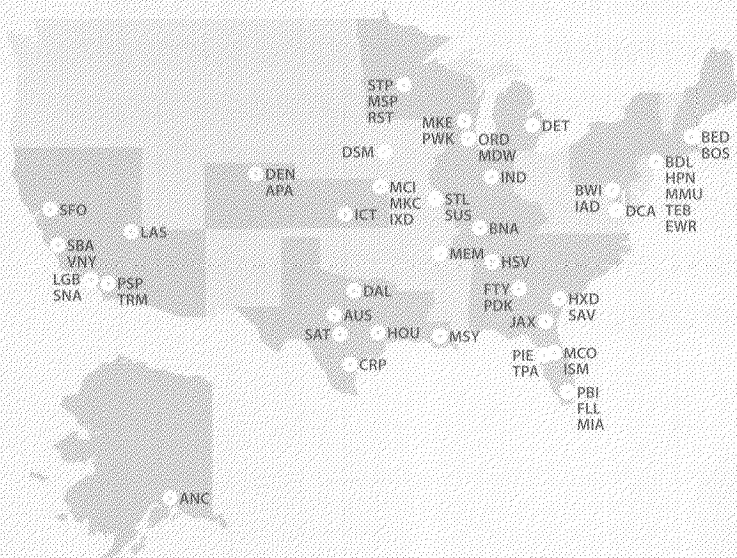 STP
MSP
RST
MKE
PWK
ORD
MDW
DET
BED
BOS
DSM
DEN
APA
MCI
MKC
IXD
STL
SUS
IND
BDL
HPN
MMU
TEB
EWR
BWI
IAD
DCA
SFO
LAS
ICT
BNA
SBA
VNY
MEM
HSV
LGB
SNA
PSP
TRM
DAL
FTY
PDK
HXD
SAV
AUS
JAX
SAT
HOU
MSY
PIE
TPA
MCO
ISM
CRP
PBI
FLL
MIA
ANC